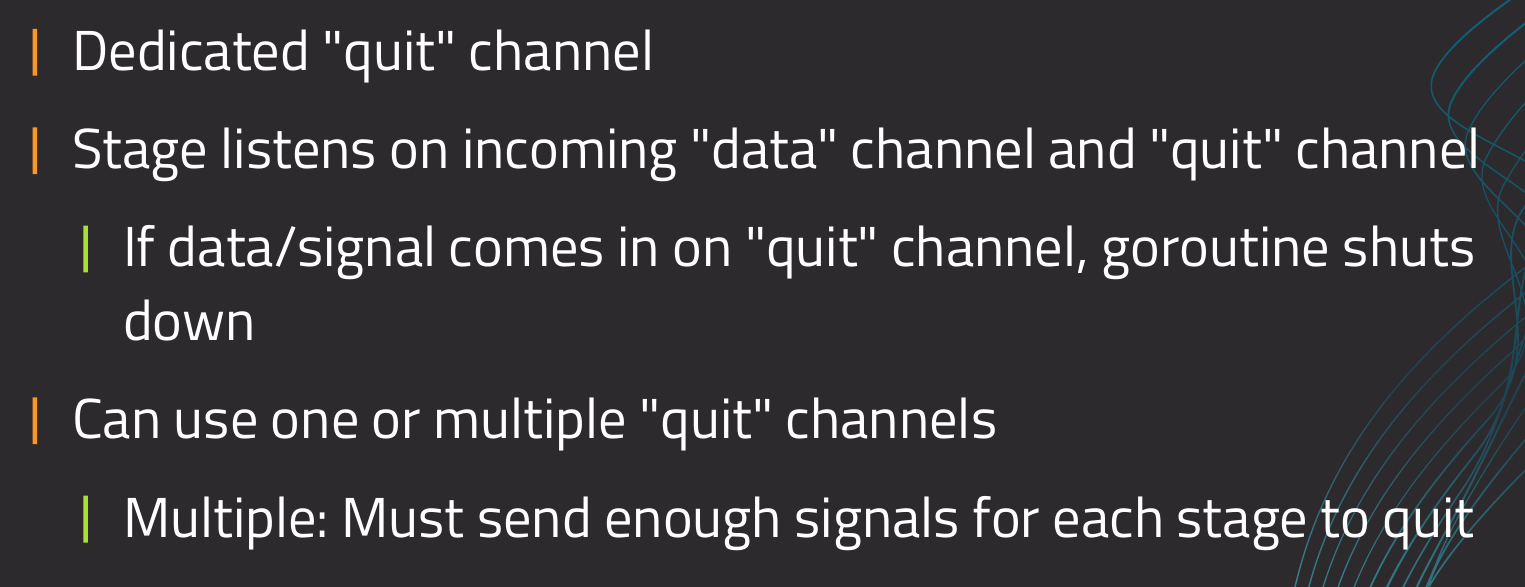 Dedicated "quit" channel
Stage listens on incoming "data" channel and "quit" channel
If data/signal comes in on "quit" channel, goroutine shuts
down
Can use one or multiple "quit" channels
Multiple: Must send enough signals for each stage to quit